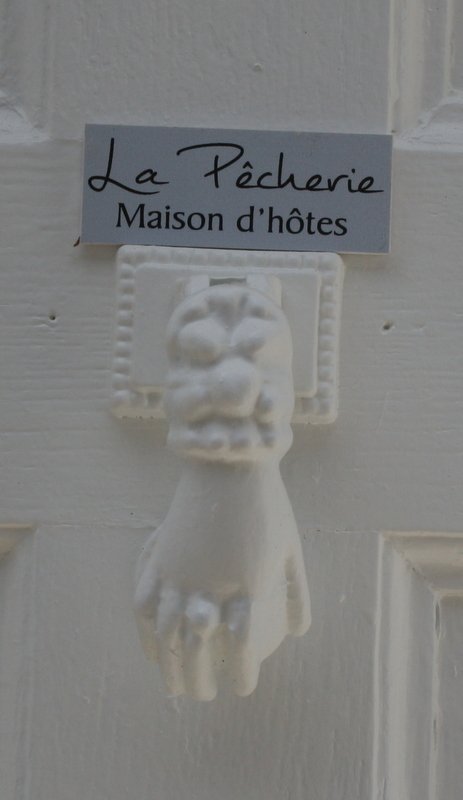 La Pêcherie
Maison d'hôtes